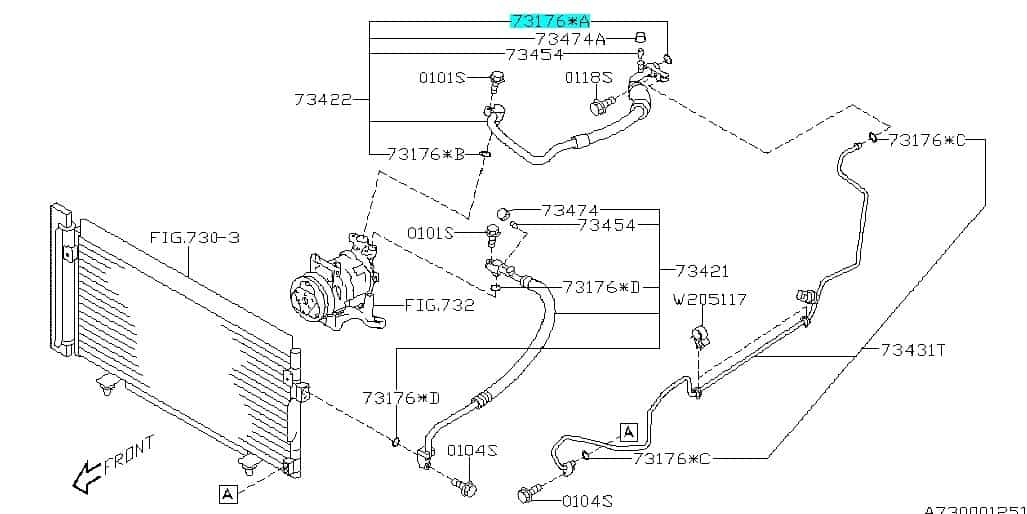 73176*A
73474A
73454
0101S
0118S
73422
73176*B
73176*C
73474
0101S
73454
FIG.730-3
73421
73176*D
W205117
FIG.732
73431T
73176*D
A
0104S
73176*C
FRONT
A
0104S
A730001251